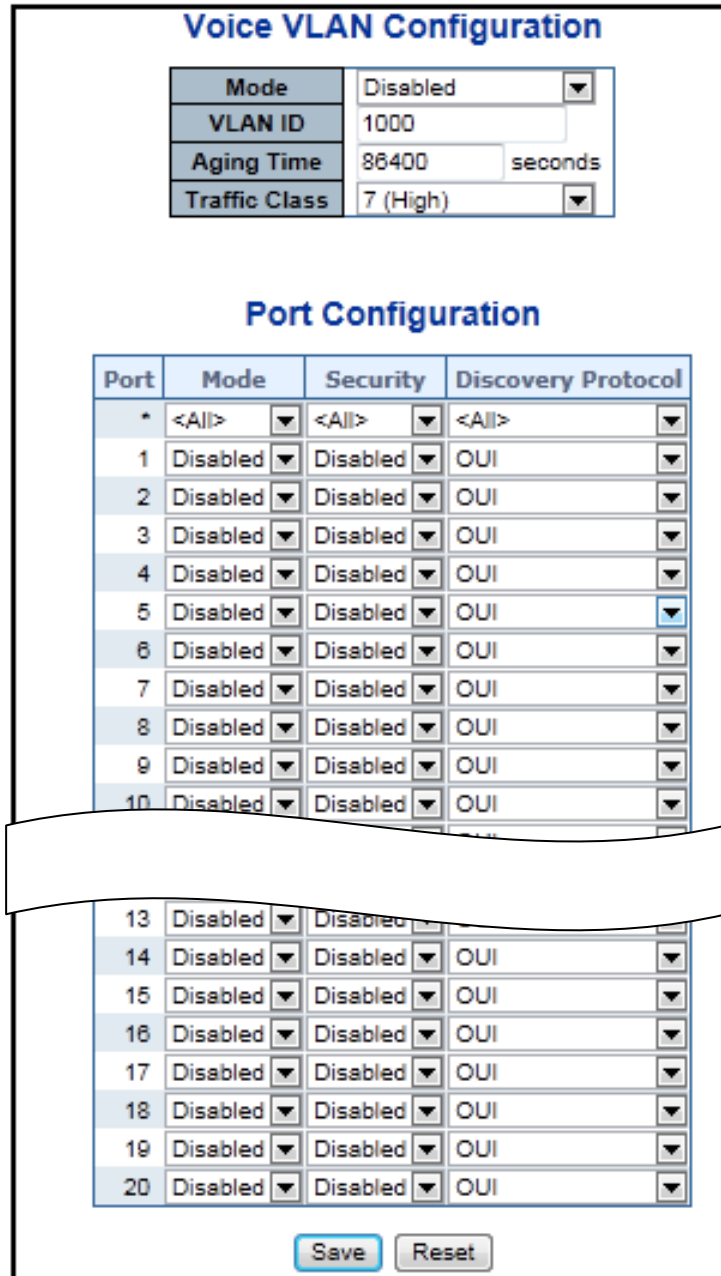 Voice VLAN Configuration
Mode Disabled
VLAN ID 1000
Aging Time 86400 seconds
Traffic Class 7 (High)
Port Configuration
Port Mode Security Discovery Protocol
* <All> <All> <All>
1 Disabled Disabled OUI
2 Disabled Disabled OUI
3 Disabled Disabled OUI
4 Disabled Disabled OUI
5 Disabled Disabled OUI
6 Disabled Disabled OUI
7 Disabled Disabled OUI
8 Disabled Disabled OUI
9 Disabled Disabled OUI
10 Disabled Disabled OUI
13 Disabled Disabled
14 Disabled Disabled OUI
15 Disabled Disabled OUI
16 Disabled Disabled OUI
17 Disabled Disabled OUI
18 Disabled Disabled OUI
19 Disabled Disabled OUI
20 Disabled Disabled OUI
Save Reset